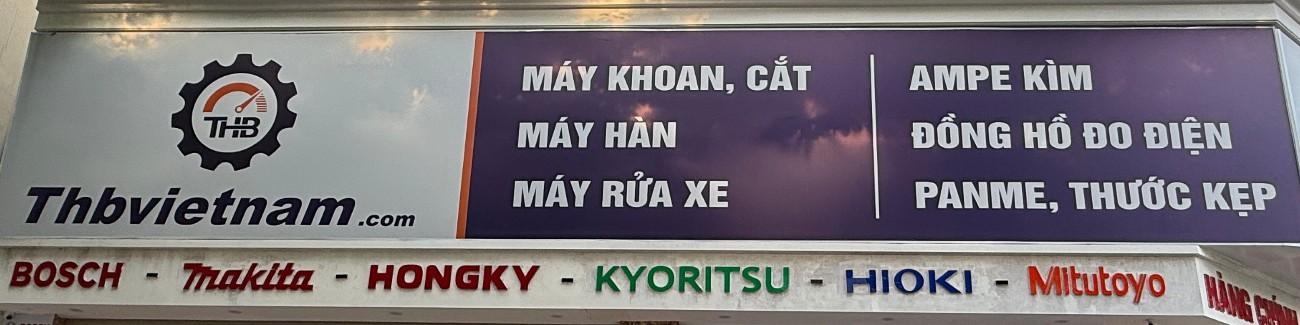 THB
Thbvietnam.com
MÁY KHOAN, CẮT
MÁY HÀN
MÁY RỬA XE
AMPE KÌM
ĐỒNG HỒ ĐO ĐIỆN
PANME, THƯỚC KẸP
BOSCH - makita - HONGKY - KYORITSU - HIOKI - Mitutoyo
HÀNG CHÍNH